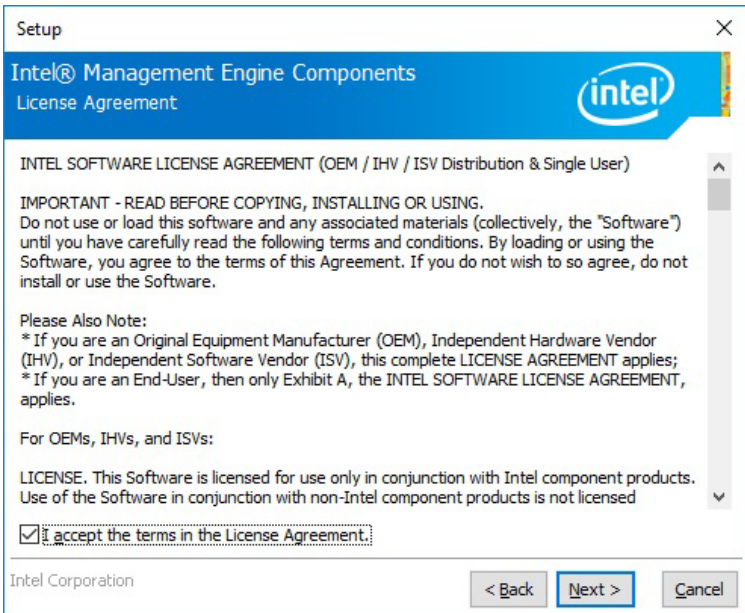 Setup
Intel® Management Engine Components
License Agreement
intel
INTEL SOFTWARE LICENSE AGREEMENT (OEM / IHV / ISV Distribution & Single User)
IMPORTANT - READ BEFORE COPYING, INSTALLING OR USING.
Do not use or load this software and any associated materials (collectively, the "Software")
until you have carefully read the following terms and conditions. By loading or using the
Software, you agree to the terms of this Agreement. If you do not wish to so agree, do not
install or use the Software.
Please Also Note:
* If you are an Original Equipment Manufacturer (OEM), Independent Hardware Vendor
(IHV), or Independent Software Vendor (ISV), this complete LICENSE AGREEMENT applies;
* If you are an End-User, then only Exhibit A, the INTEL SOFTWARE LICENSE AGREEMENT,
applies.
For OEMs, IHVs, and ISVs:
LICENSE. This Software is licensed for use only in conjunction with Intel component products.
Use of the Software in conjunction with non-Intel component products is not licensed
I accept the terms in the License Agreement.
Intel Corporation
< Back
Next >
Cancel